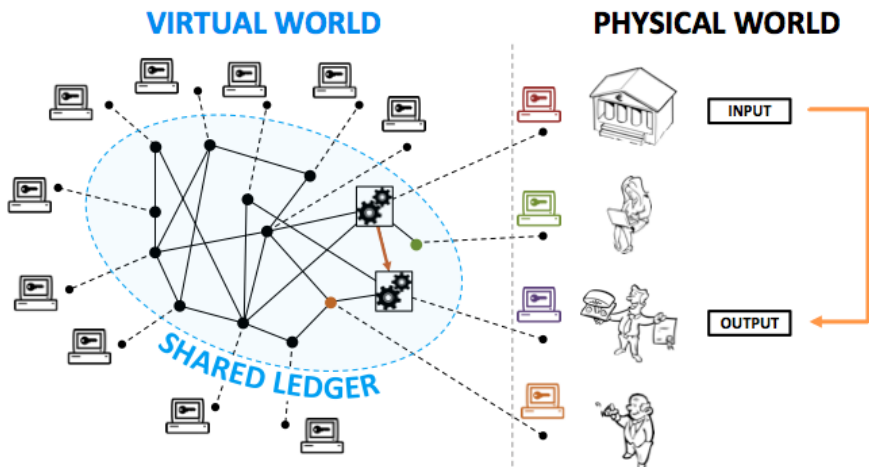 VIRTUAL WORLD
PHYSICAL WORLD
INPUT
OUTPUT
SHARED LEDGER